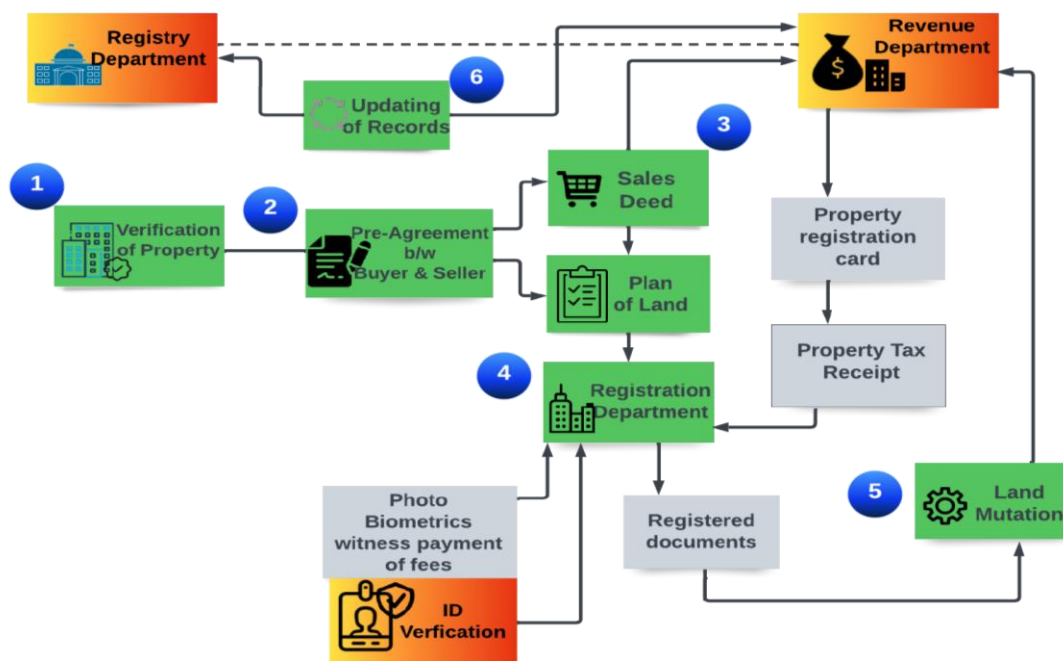 Registry
Department
Revenue
Department
$
6
Updating
of Records
3
1
2
Sales
Deed
Verification
of Property
Pre-Agreement
b/w
Buyer & Seller
Property
registration
card
Plan
of Land
Property Tax
Receipt
4
Registration
Department
5
Land
Mutation
Photo
Biometrics
witness payment
of fees
Registered
documents
ID
Verfication